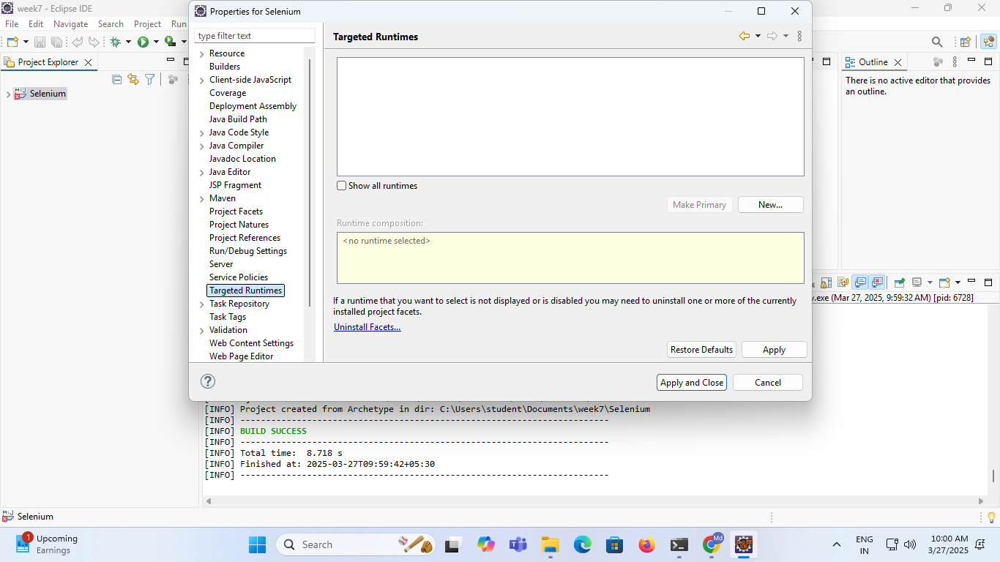 week7 - Eclipse IDE
File Edit Navigate Search Project Run
Project Explorer
Selenium
Properties for Selenium
type filter text
Resource
Builders
Client-side JavaScript
Coverage
Deployment Assembly
Java Build Path
Java Code Style
Java Compiler
Javadoc Location
Java Editor
JSP Fragment
Maven
Project Facets
Project Natures
Project References
Run/Debug Settings
Server
Service Policies
Targeted Runtimes
Task Repository
Task Tags
Validation
Web Content Settings
Web Page Editor
Targeted Runtimes
Show all runtimes
Make Primary New...
Runtime composition:
<no runtime selected>
If a runtime that you want to select is not displayed or is disabled you may need to uninstall one or more of the currently
installed project facets.
Uninstall Facets...
Restore Defaults Apply
Apply and Close Cancel
Outline
There is no active editor that provides
an outline.
.exe (Mar 27, 2025, 9:59:32 AM) [pid: 6728]
[INFO] Project created from Archetype in dir: C:\Users\student\Documents\week7\Selenium
[INFO] ------------------------------------------------------------------------
[INFO] BUILD SUCCESS
[INFO] ------------------------------------------------------------------------
[INFO] Total time:  8.718 s
[INFO] Finished at: 2025-03-27T09:59:42+05:30
[INFO] ------------------------------------------------------------------------
Selenium
1
Upcoming
Earnings
Search
Md
ENG
IN
10:00 AM
3/27/2025